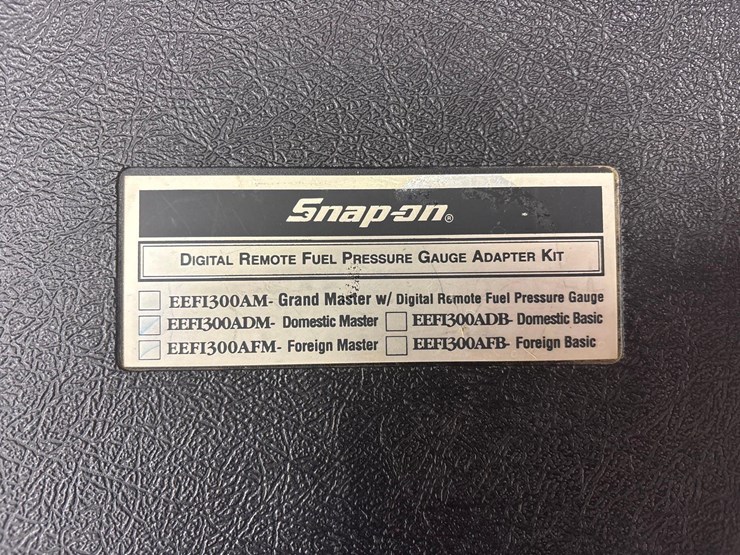 Snap-on®
DIGITAL REMOTE FUEL PRESSURE GAUGE ADAPTER KIT
EEFI300AM- Grand Master w/ Digital Remote Fuel Pressure Gauge
EEFI300ADM- Domestic Master EEFI300ADB- Domestic Basic
EEFI300AFM- Foreign Master EEFI300AFB- Foreign Basic